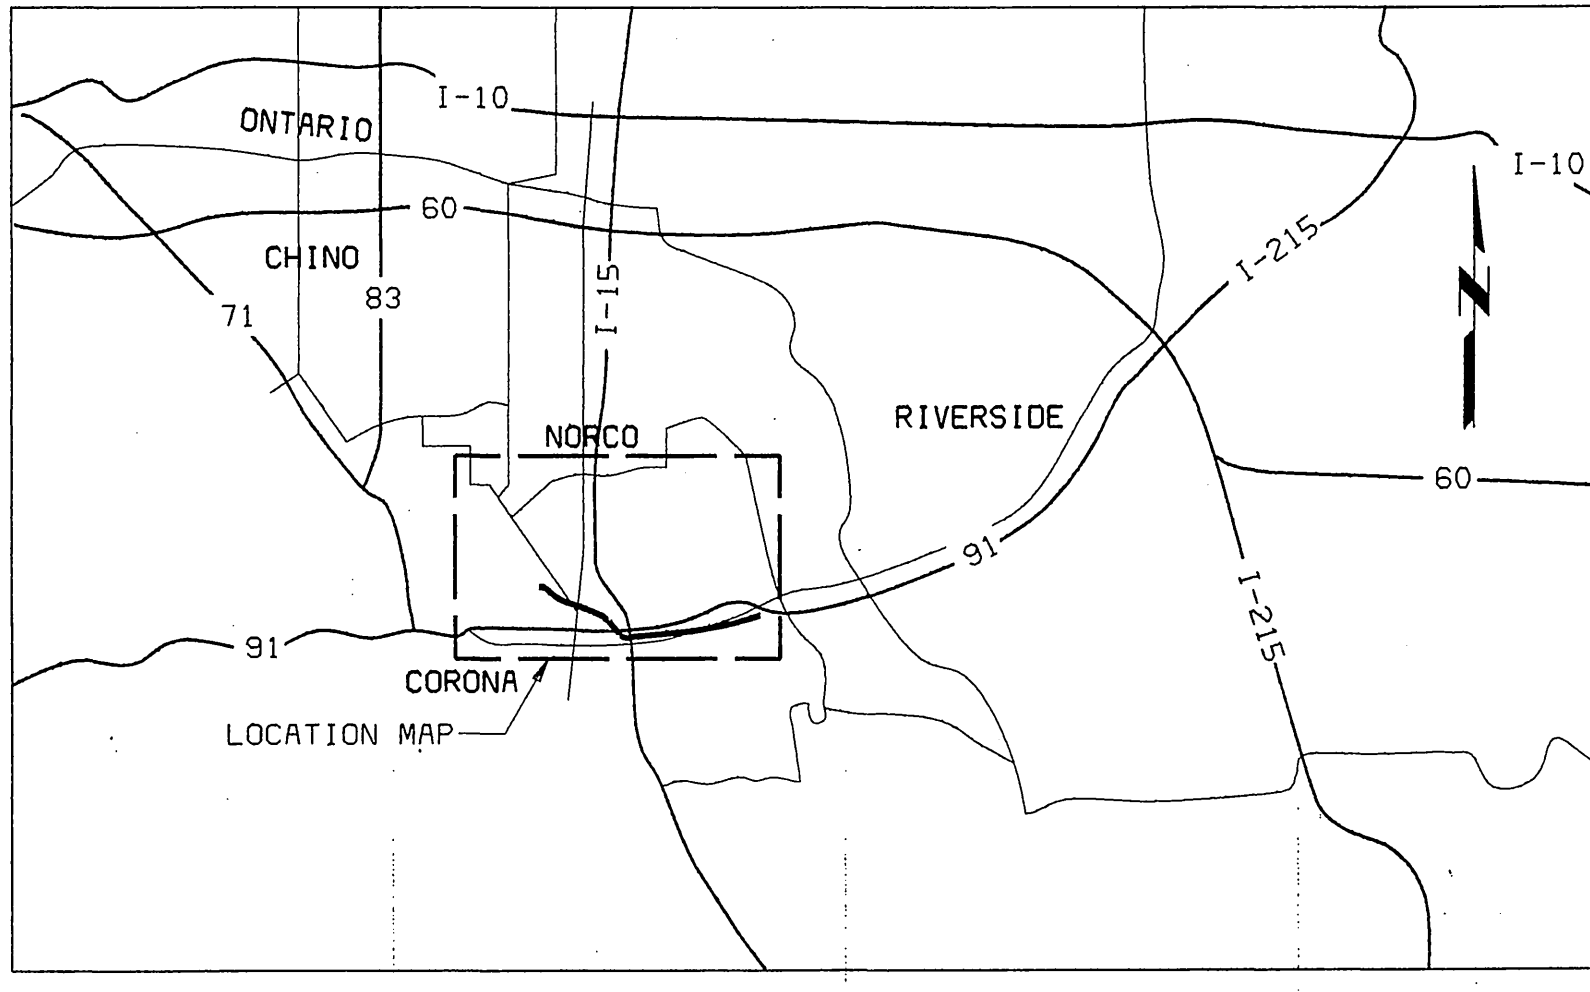 I-10
ONTARIO
I-10
60
I-215
CHINO
I-15
83
N
71
RIVERSIDE
NORCO
60
91
I-215
91
CORONA
LOCATION MAP